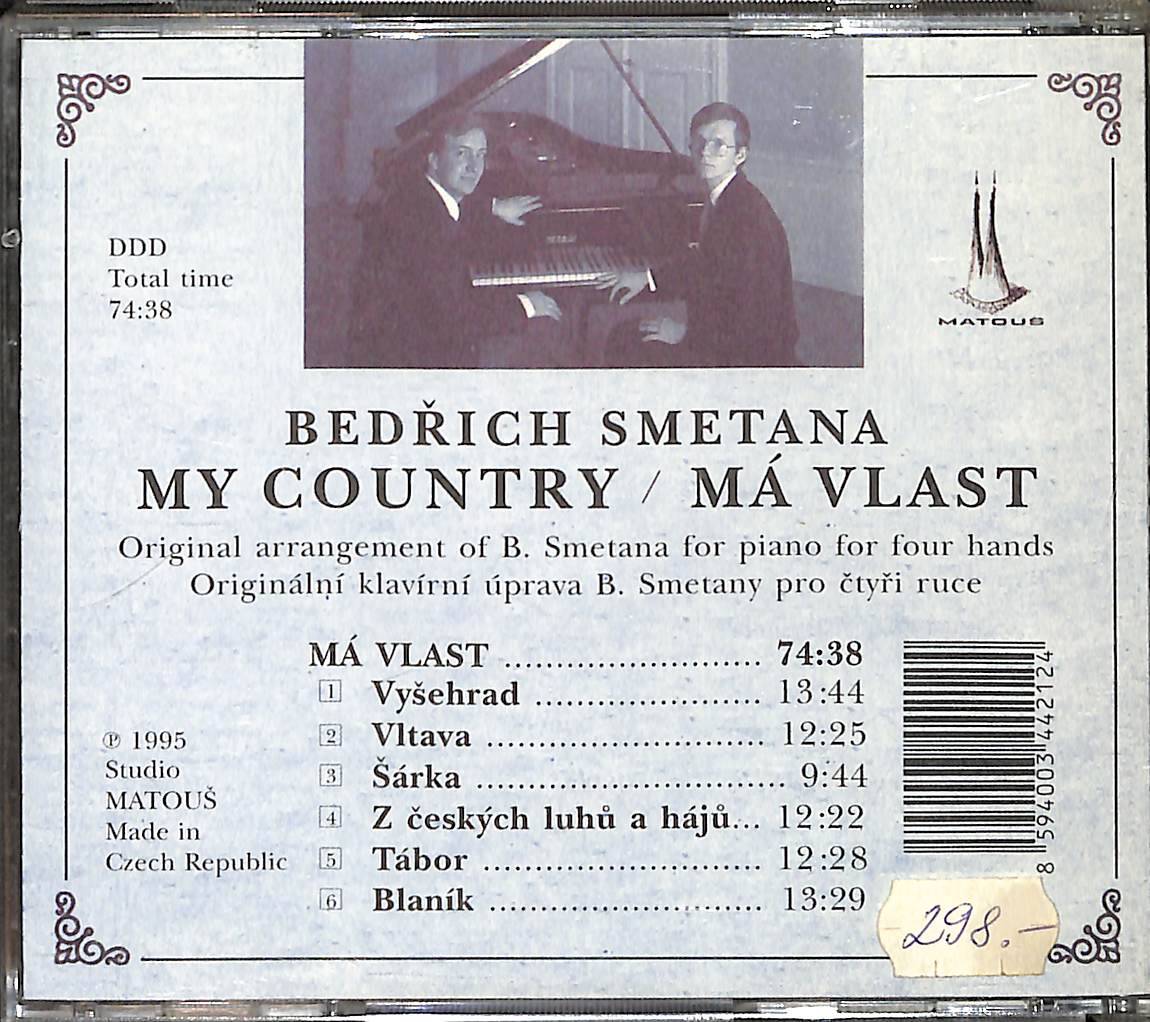 DDD
Total time
74:38
MATOUS
BEDŘICH SMETANA
MY COUNTRY / MÁ VLAST
Original arrangement of B. Smetana for piano for four hands
Originální klavírní úprava B. Smetany pro čtyři ruce
MÁ VLAST ........................ 74:38
1 Vyšehrad ..................... 13:44
2 Vltava .......................... 12:25
3 Šárka ............................. 9:44
4 Z českých luhů a hájů... 12:22
5 Tábor .......................... 12:28
6 Blaník .......................... 13:29
℗ 1995
Studio
MATOUŠ
Made in
Czech Republic
8 594003 442124
298.-